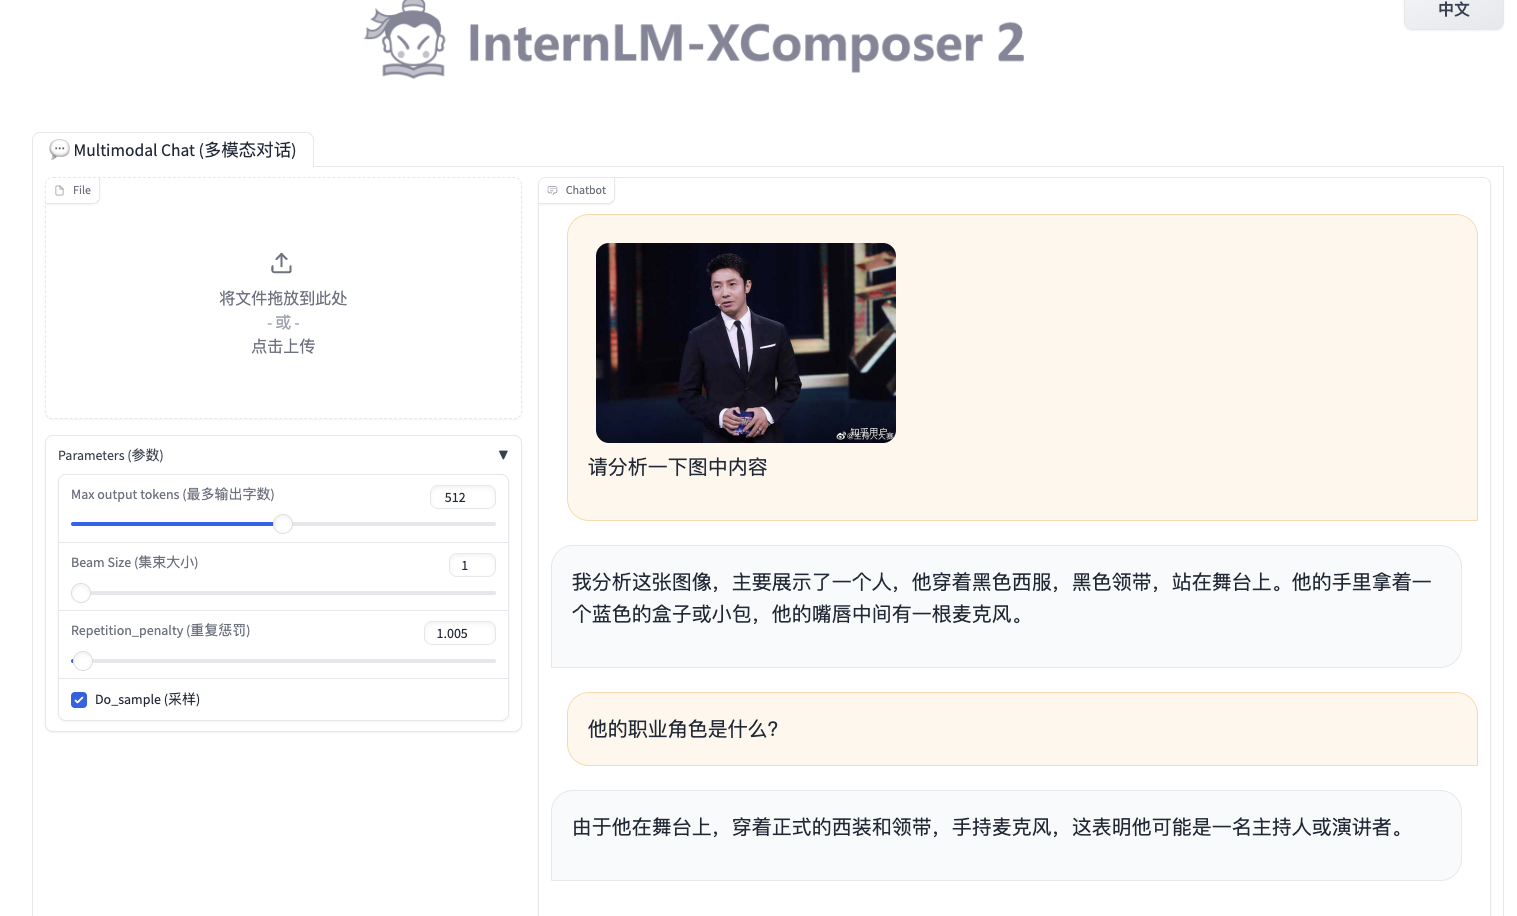 InternLM-XComposer 2
中文
Multimodal Chat (多模态对话)
File
将文件拖放到此处
- 或 -
点击上传
Parameters (参数)
▼
Max output tokens (最多输出字数)
512
Beam Size (集束大小)
1
Repetition_penalty (重复惩罚)
1.005
Do_sample (采样)
Chatbot
知乎用户
请分析一下图中内容
我分析这张图像，主要展示了一个人，他穿着黑色西服，黑色领带，站在舞台上。他的手里拿着一
个蓝色的盒子或小包，他的嘴唇中间有一根麦克风。
他的职业角色是什么?
由于他在舞台上，穿着正式的西装和领带，手持麦克风，这表明他可能是一名主持人或演讲者。